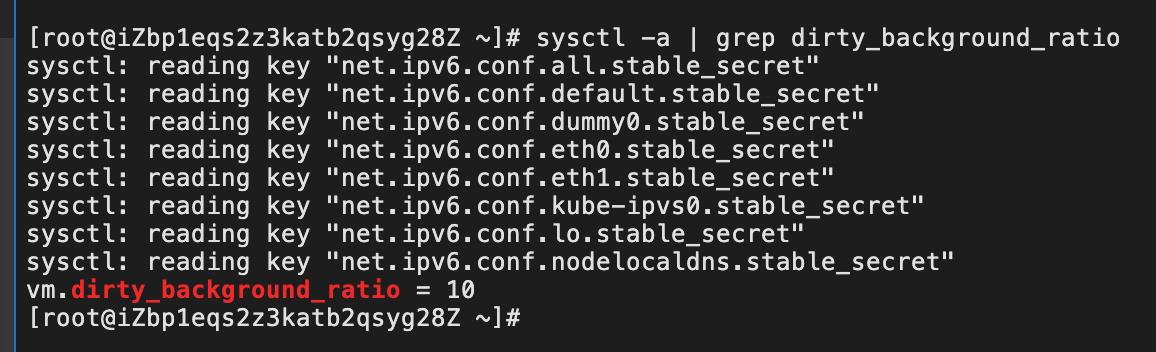 [root@iZbp1eqs2z3katb2qsyg28Z ~]# sysctl -a | grep dirty_background_ratio
sysctl: reading key "net.ipv6.conf.all.stable_secret"
sysctl: reading key "net.ipv6.conf.default.stable_secret"
sysctl: reading key "net.ipv6.conf.dummy0.stable_secret"
sysctl: reading key "net.ipv6.conf.eth0.stable_secret"
sysctl: reading key "net.ipv6.conf.eth1.stable_secret"
sysctl: reading key "net.ipv6.conf.kube-ipvs0.stable_secret"
sysctl: reading key "net.ipv6.conf.lo.stable_secret"
sysctl: reading key "net.ipv6.conf.nodelocaldns.stable_secret"
vm.dirty_background_ratio = 10
[root@iZbp1eqs2z3katb2qsyg28Z ~]#